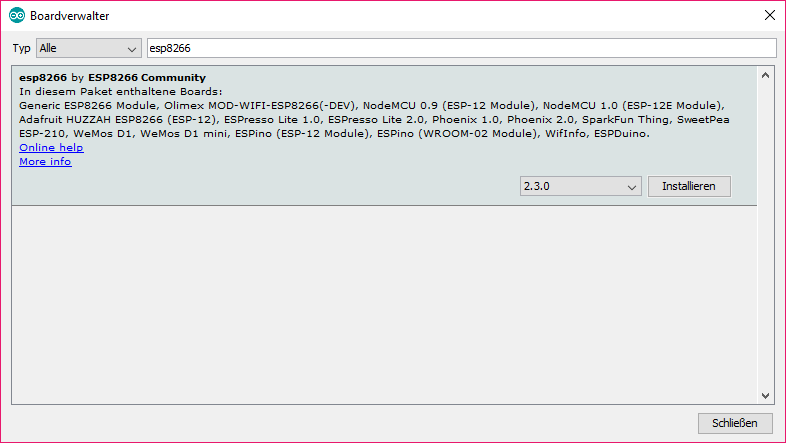 Boardverwalter
Typ Alle esp8266
esp8266 by ESP8266 Community
In diesem Paket enthaltene Boards:
Generic ESP8266 Module, Olimex MOD-WIFI-ESP8266(-DEV), NodeMCU 0.9 (ESP-12 Module), NodeMCU 1.0 (ESP-12E Module),
Adafruit HUZZAH ESP8266 (ESP-12), ESPresso Lite 1.0, ESPresso Lite 2.0, Phoenix 1.0, Phoenix 2.0, SparkFun Thing, SweetPea
ESP-210, WeMos D1, WeMos D1 mini, ESPino (ESP-12 Module), ESPino (WROOM-02 Module), WifInfo, ESPDuino.
Online help
More info
2.3.0 Installieren
Schließen